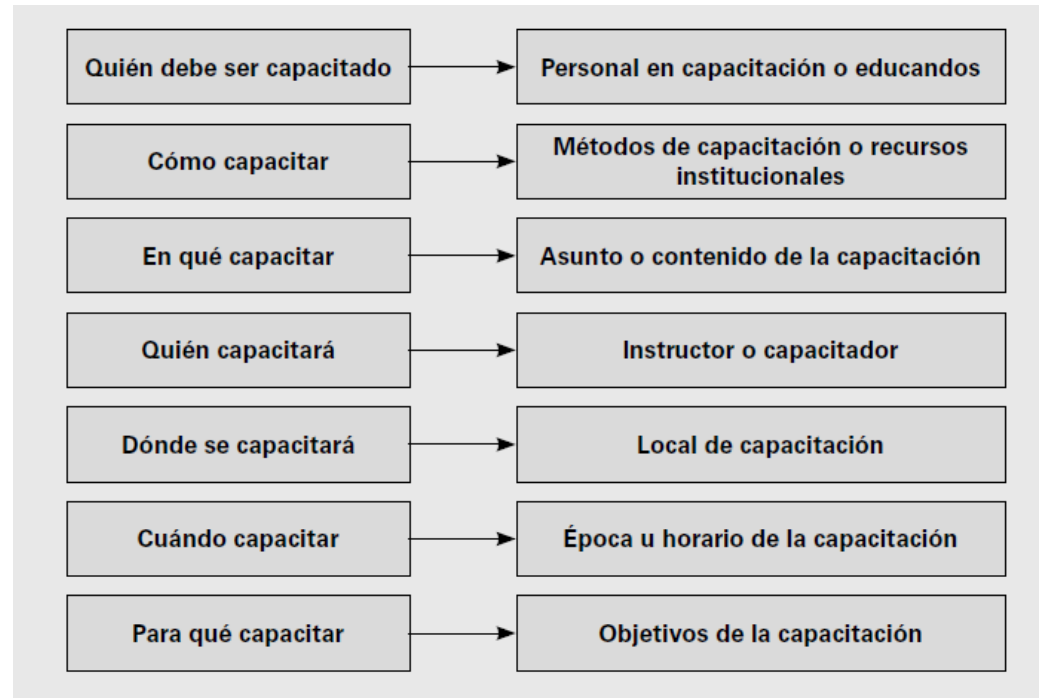 Quién debe ser capacitado
Personal en capacitación o educandos
Cómo capacitar
Métodos de capacitación o recursos
institucionales
En qué capacitar
Asunto o contenido de la capacitación
Quién capacitará
Instructor o capacitador
Dónde se capacitará
Local de capacitación
Cuándo capacitar
Época u horario de la capacitación
Para qué capacitar
Objetivos de la capacitación